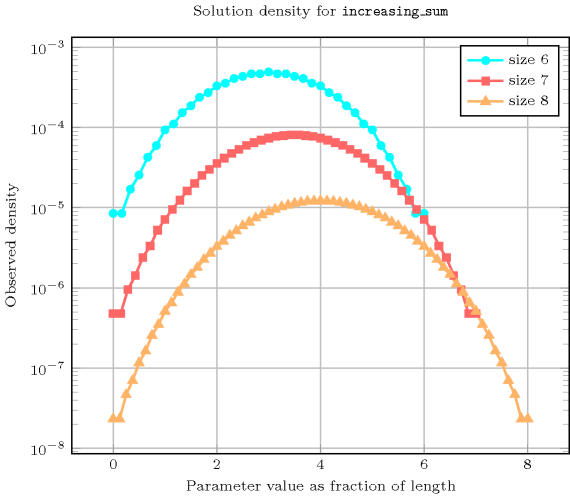 Solution density for increasing_sum
10⁻³
10⁻⁴
10⁻⁵
10⁻⁶
10⁻⁷
10⁻⁸
Observed density
size 6
size 7
size 8
0 2 4 6 8
Parameter value as fraction of length